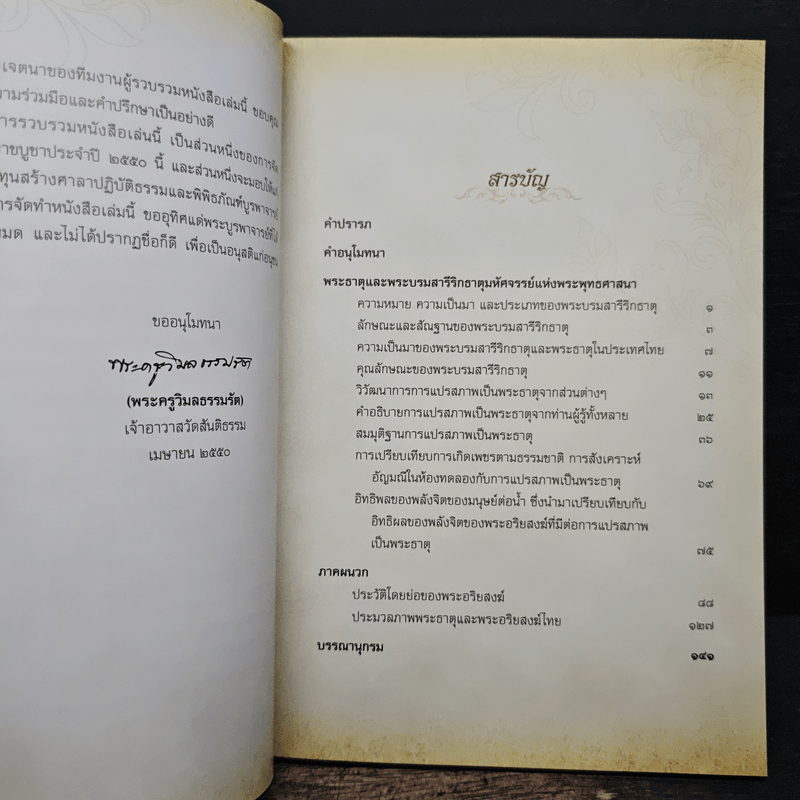 เจตนาของทีมงานผู้รวบรวมหนังสือเล่มนี้ ขอบคุณ
ความร่วมมือและคำปรึกษาเป็นอย่างดี
การรวบรวมหนังสือเล่นนี้ เป็นส่วนหนึ่งของการจัด
ขบูชาประจำปี ๒๕๕๐ นี้ และส่วนหนึ่งจะมอบให้แก่
ทุนสร้างศาลาปฏิบัติธรรมและพิพิธภัณฑ์บูรพาจารย์
ารจัดทำหนังสือเล่มนี้ ขออุทิศแด่พระบูรพาจารย์ที่ได้
มด และไม่ได้ปรากฏชื่อก็ดี เพื่อเป็นอนุสติแก่อนุชน
ขออนุโมทนา
พระครูวิมลธรรมรัต
(พระครูวิมลธรรมรัต)
เจ้าอาวาสวัดสันติธรรม
เมษายน ๒๕๕๐
สารบัญ
คำปรารภ
คำอนุโมทนา
พระธาตุและพระบรมสารีริกธาตุมหัศจรรย์แห่งพระพุทธศาสนา
ความหมาย ความเป็นมา และประเภทของพระบรมสารีริกธาตุ ๑
ลักษณะและสัณฐานของพระบรมสารีริกธาตุ ๓
ความเป็นมาของพระบรมสารีริกธาตุและพระธาตุในประเทศไทย ๗
คุณลักษณะของพระบรมสารีริกธาตุ ๑๑
วิวัฒนาการการแปรสภาพเป็นพระธาตุจากส่วนต่างๆ ๑๓
คำอธิบายการแปรสภาพเป็นพระธาตุจากท่านผู้รู้ทั้งหลาย ๒๕
สมมุติฐานการแปรสภาพเป็นพระธาตุ ๓๖
การเปรียบเทียบการเกิดเพชรตามธรรมชาติ การสังเคราะห์
อัญมณีในห้องทดลองกับการแปรสภาพเป็นพระธาตุ ๖๙
อิทธิพลของพลังจิตของมนุษย์ต่อน้ำ ซึ่งนำมาเปรียบเทียบกับ
อิทธิผลของพลังจิตของพระอริยสงฆ์ที่มีต่อการแปรสภาพ
เป็นพระธาตุ ๗๕
ภาคผนวก
ประวัติโดยย่อของพระอริยสงฆ์ ๘๘
ประมวลภาพพระธาตุและพระอริยสงฆ์ไทย ๑๒๗
บรรณานุกรม ๑๔๑